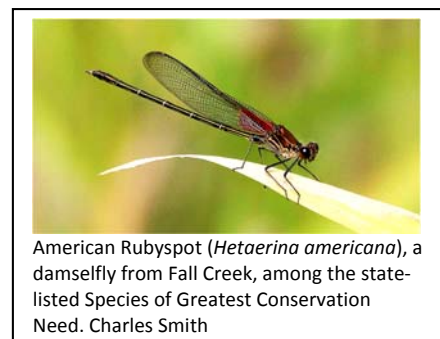 American Rubyspot (Hetaerina americana), a
damselfly from Fall Creek, among the state-
listed Species of Greatest Conservation
Need. Charles Smith